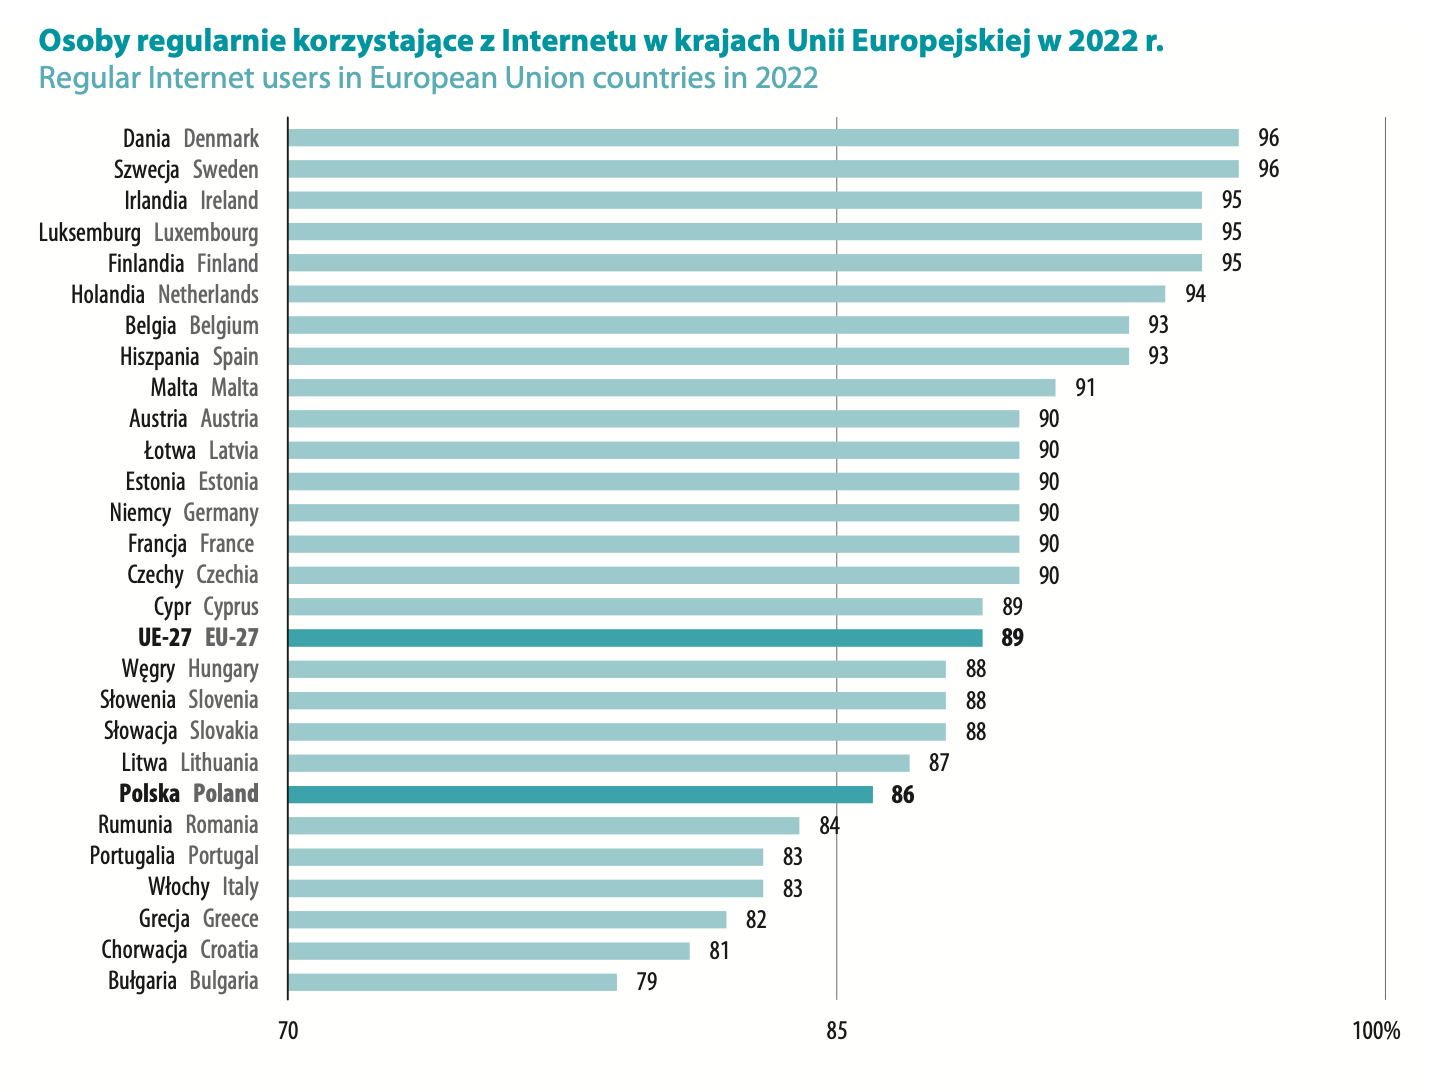 Osoby regularnie korzystające z Internetu w krajach Unii Europejskiej w 2022 r.
Regular Internet users in European Union countries in 2022
Dania Denmark 96
Szwecja Sweden 96
Irlandia Ireland 95
Luksemburg Luxembourg 95
Finlandia Finland 95
Holandia Netherlands 94
Belgia Belgium 93
Hiszpania Spain 93
Malta Malta 91
Austria Austria 90
Łotwa Latvia 90
Estonia Estonia 90
Niemcy Germany 90
Francja France 90
Czechy Czechia 90
Cypr Cyprus 89
UE-27 EU-27 89
Węgry Hungary 88
Słowenia Slovenia 88
Słowacja Slovakia 88
Litwa Lithuania 87
Polska Poland 86
Rumunia Romania 84
Portugalia Portugal 83
Włochy Italy 83
Grecja Greece 82
Chorwacja Croatia 81
Bułgaria Bulgaria 79
70 85 100%